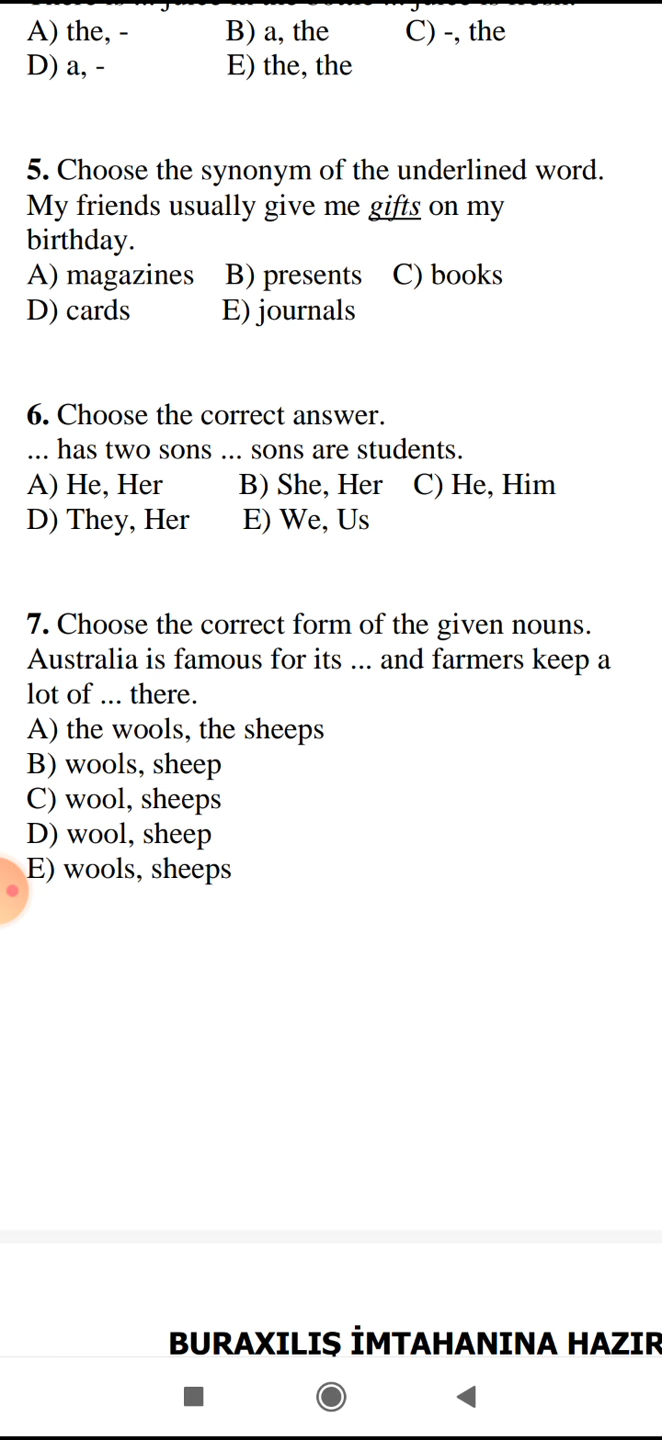 A) the, - B) a, the C) -, the
D) a, - E) the, the
5. Choose the synonym of the underlined word.
My friends usually give me gifts on my
birthday.
A) magazines B) presents C) books
D) cards E) journals
6. Choose the correct answer.
... has two sons ... sons are students.
A) He, Her B) She, Her C) He, Him
D) They, Her E) We, Us
7. Choose the correct form of the given nouns.
Australia is famous for its ... and farmers keep a
lot of ... there.
A) the wools, the sheeps
B) wools, sheep
C) wool, sheeps
D) wool, sheep
E) wools, sheeps
BURAXILIŞ İMTAHANINA HAZIR